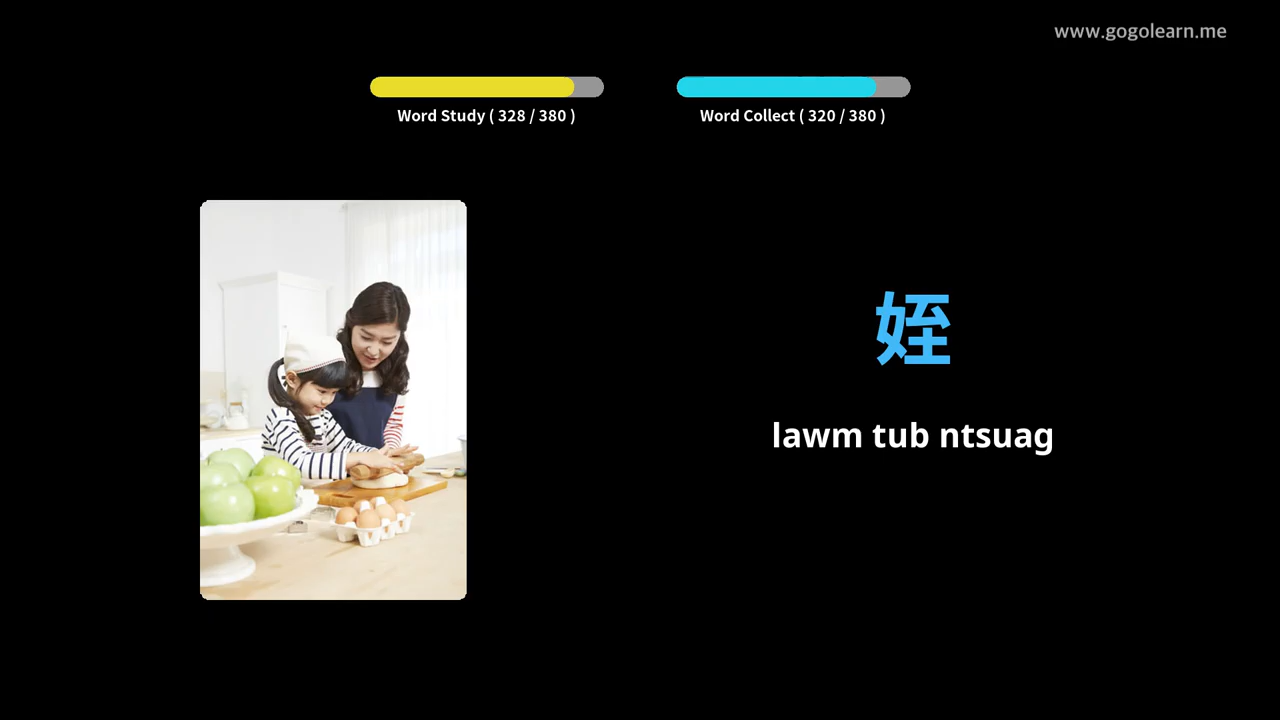 www.gogolearn.me
Word Study ( 328 / 380 )
Word Collect ( 320 / 380 )
姪
lawm tub ntsuag